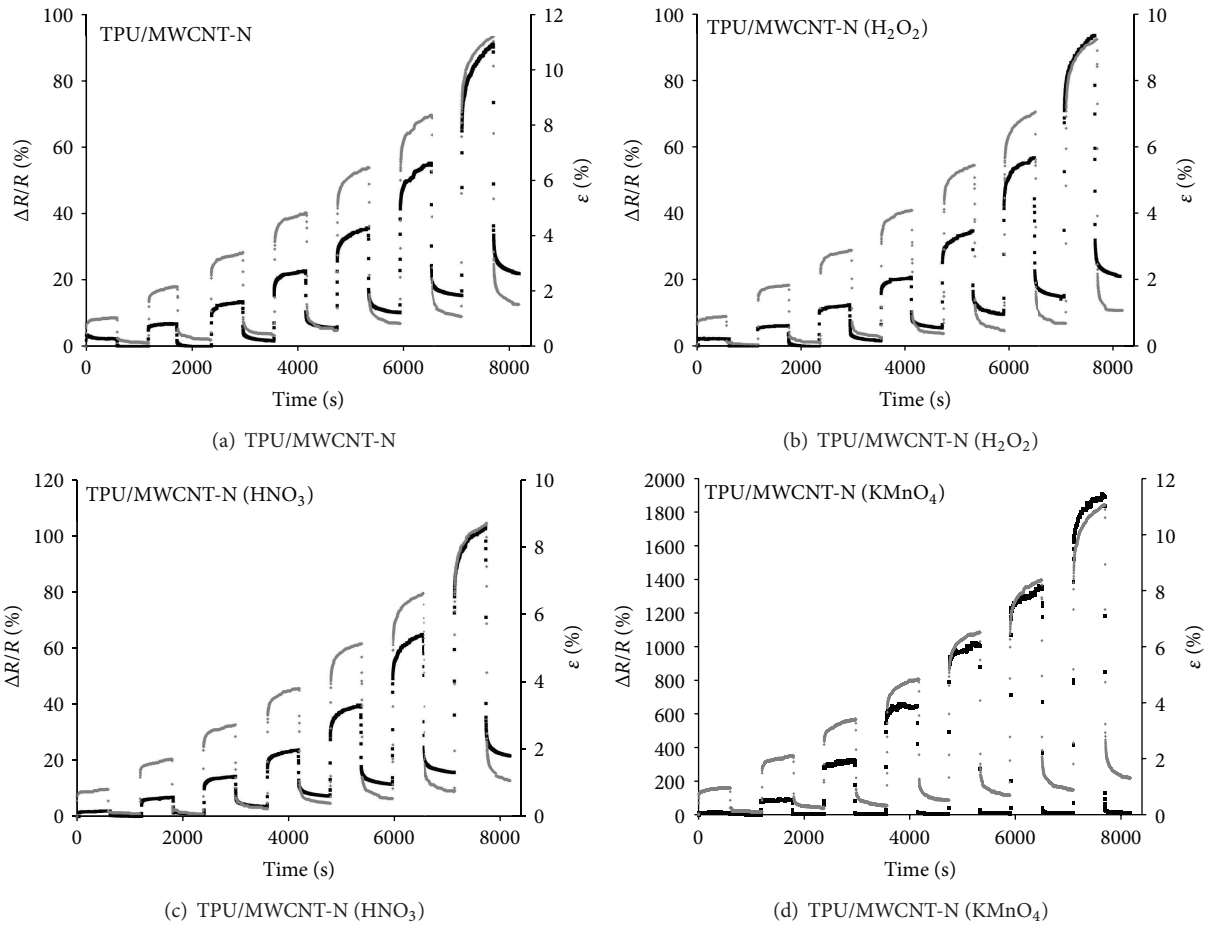 TPU/MWCNT-N
100
80
60
40
20
0
ΔR/R (%)
12
10
8
6
4
2
0
ε (%)
0 2000 4000 6000 8000
Time (s)
(a) TPU/MWCNT-N
TPU/MWCNT-N (H₂O₂)
100
80
60
40
20
0
ΔR/R (%)
10
8
6
4
2
0
ε (%)
0 2000 4000 6000 8000
Time (s)
(b) TPU/MWCNT-N (H₂O₂)
TPU/MWCNT-N (HNO₃)
120
100
80
60
40
20
0
ΔR/R (%)
10
8
6
4
2
0
ε (%)
0 2000 4000 6000 8000
Time (s)
(c) TPU/MWCNT-N (HNO₃)
TPU/MWCNT-N (KMnO₄)
2000
1800
1600
1400
1200
1000
800
600
400
200
0
ΔR/R (%)
12
10
8
6
4
2
0
ε (%)
0 2000 4000 6000 8000
Time (s)
(d) TPU/MWCNT-N (KMnO₄)